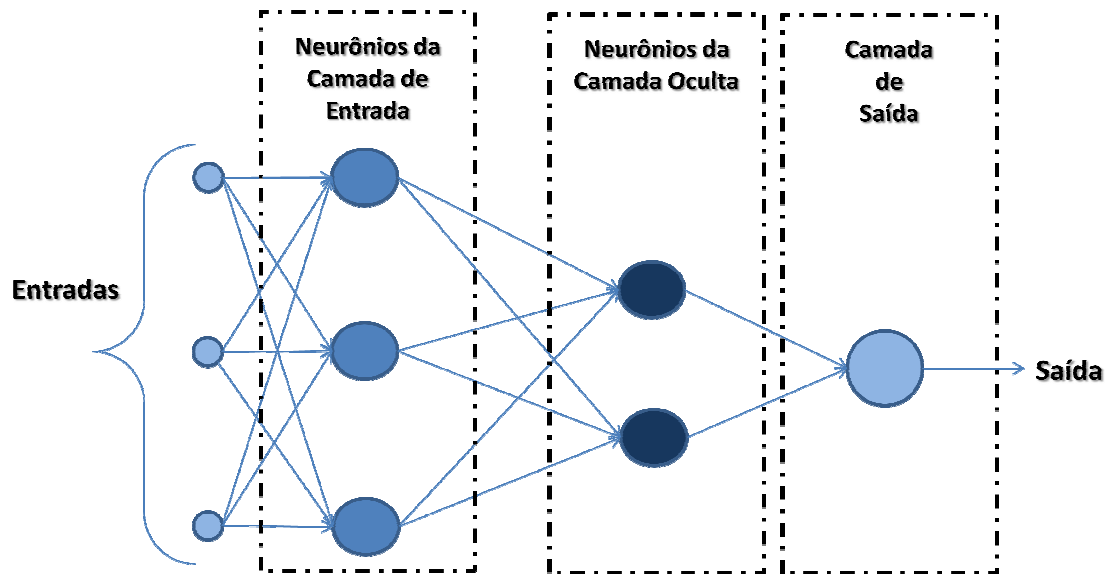 Neurônios da
Camada de
Entrada
Neurônios da
Camada Oculta
Camada
de
Saída
Entradas
Saída